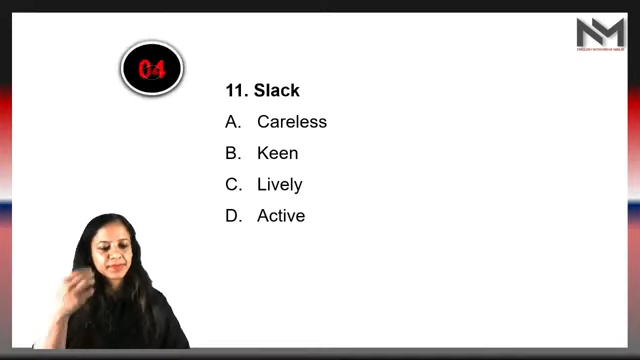 04
11. Slack
A. Careless
B. Keen
C. Lively
D. Active